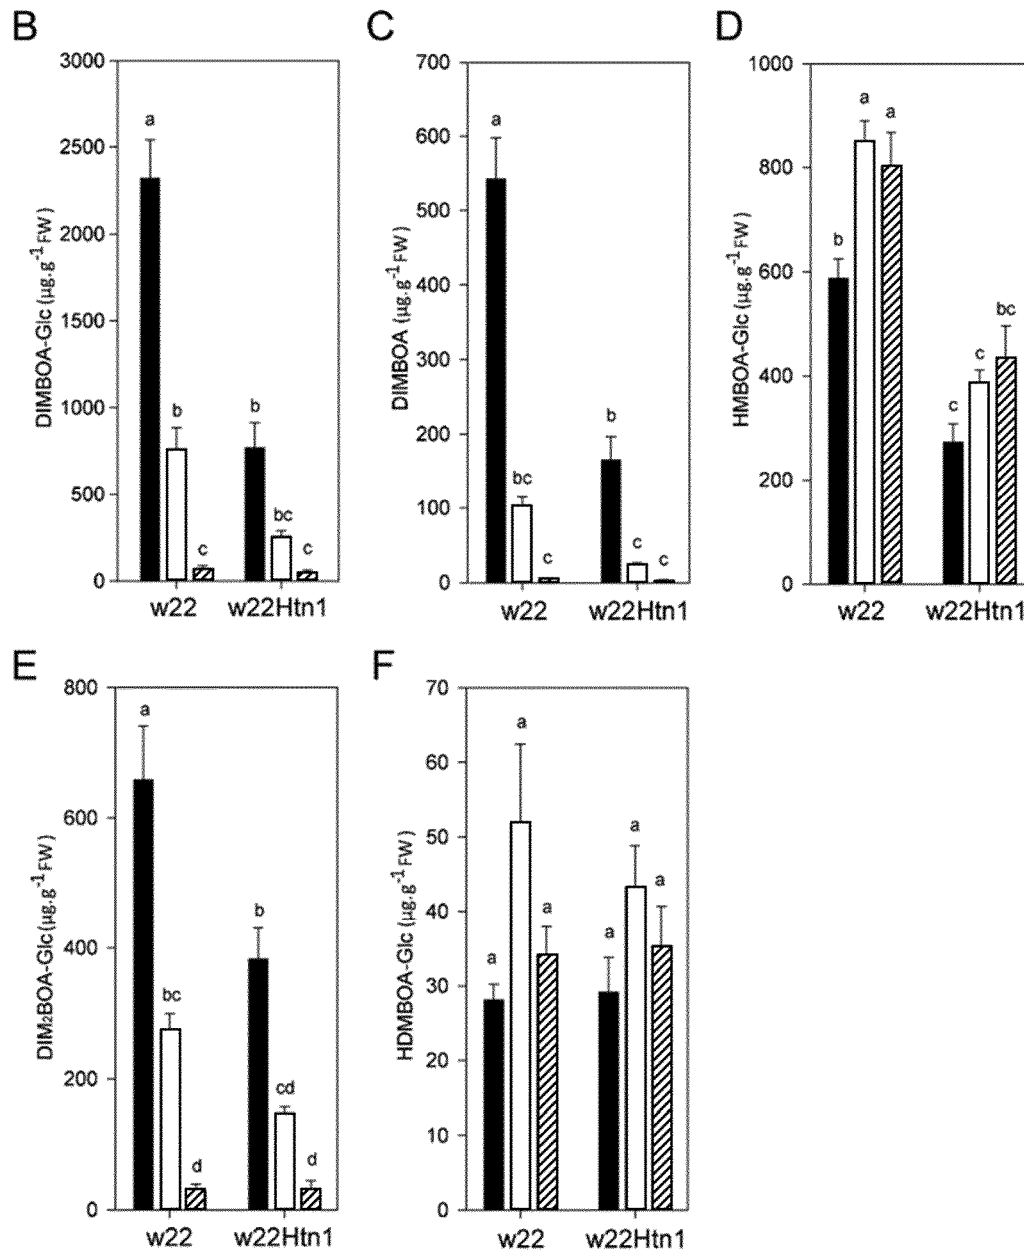 B
DIMBOA-Glc (µg.g⁻¹FW)
3000
2500
2000
1500
1000
500
0
a
b
c
b
bc
c
w22
w22Htn1
C
DIMBOA (µg.g⁻¹FW)
700
600
500
400
300
200
100
0
a
bc
c
b
c
c
w22
w22Htn1
D
HMBOA-Glc (µg.g⁻¹FW)
1000
800
600
400
200
0
b
a
a
c
c
bc
w22
w22Htn1
E
DIM₂BOA-Glc (µg.g⁻¹FW)
800
600
400
200
0
a
bc
d
b
cd
d
w22
w22Htn1
F
HDMBOA-Glc (µg.g⁻¹FW)
70
60
50
40
30
20
10
0
a
a
a
a
a
a
w22
w22Htn1